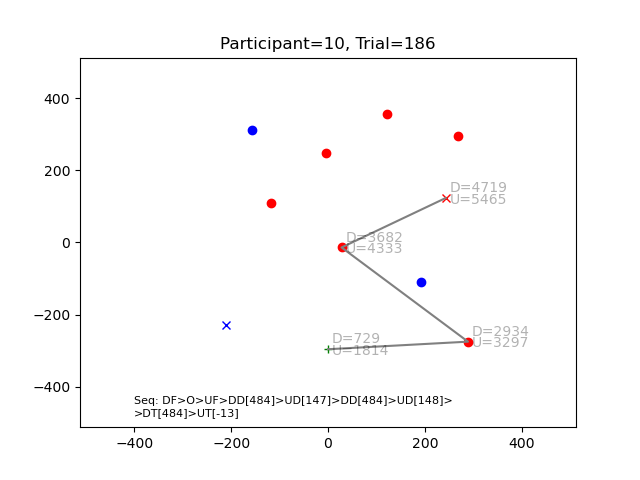 Participant=10, Trial=186
400
200
0
−200
−400
D=4719
U=5465
D=3682
U=4333
D=2934
U=3297
D=729
U=1814
Seq: DF>O>UF>DD[484]>UD[147]>DD[484]>UD[148]>
>DT[484]>UT[-13]
−400
−200
0
200
400